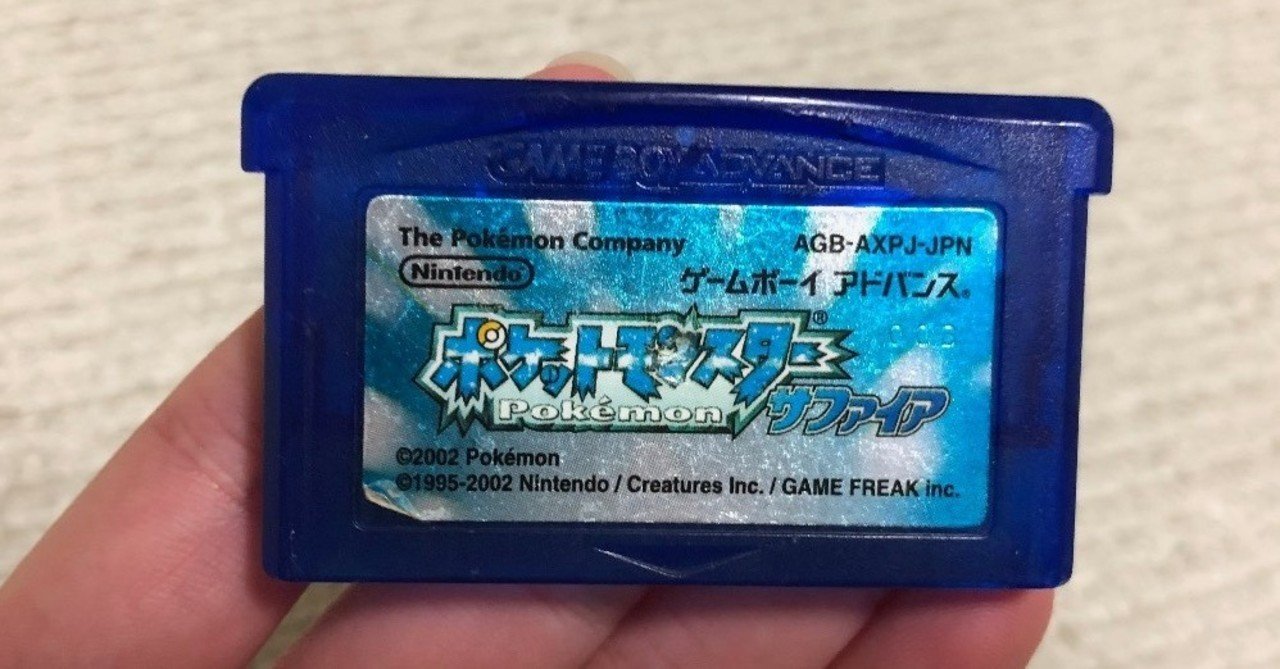 GAME BOY ADVANCE
The Pokémon Company AGB-AXPJ-JPN
Nintendo® ゲームボーイ アドバンス®
ポケットモンスター®
Pokémon サファイア
©2002 Pokémon
©1995-2002 Nintendo / Creatures Inc. / GAME FREAK inc.